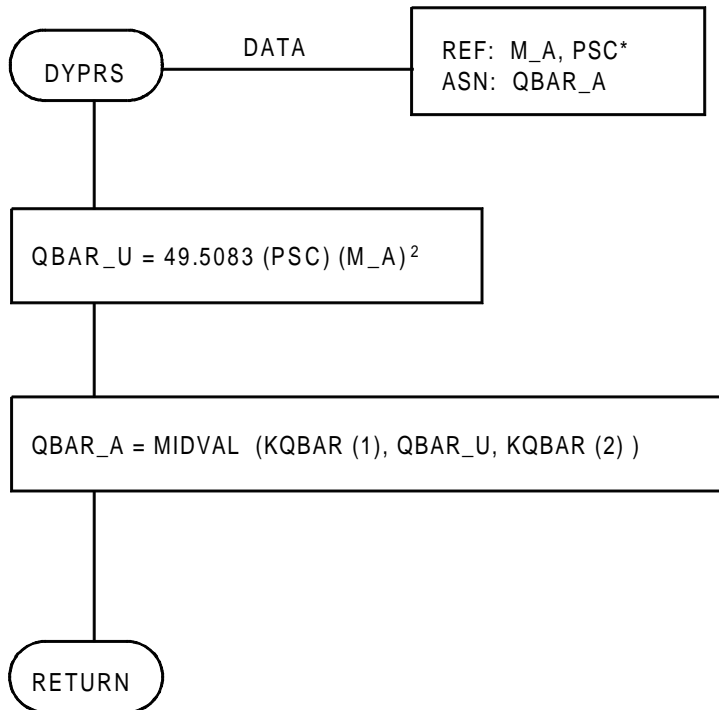 DYPRS
DATA
REF: M_A, PSC*
ASN: QBAR_A
QBAR_U = 49.5083 (PSC) (M_A)²
QBAR_A = MIDVAL (KQBAR (1), QBAR_U, KQBAR (2) )
RETURN